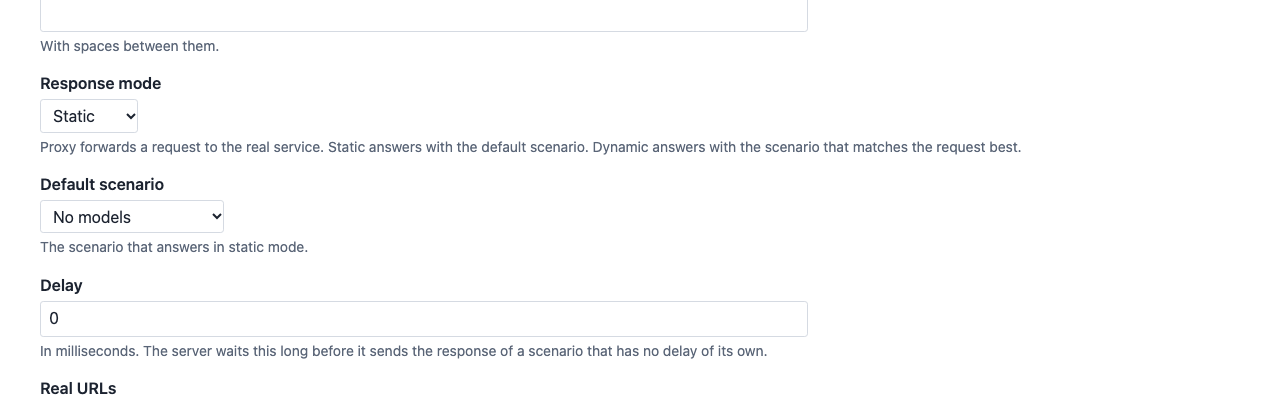 With spaces between them.
Response mode
Static
Proxy forwards a request to the real service. Static answers with the default scenario. Dynamic answers with the scenario that matches the request best.
Default scenario
No models
The scenario that answers in static mode.
Delay
0
In milliseconds. The server waits this long before it sends the response of a scenario that has no delay of its own.
Real URLs